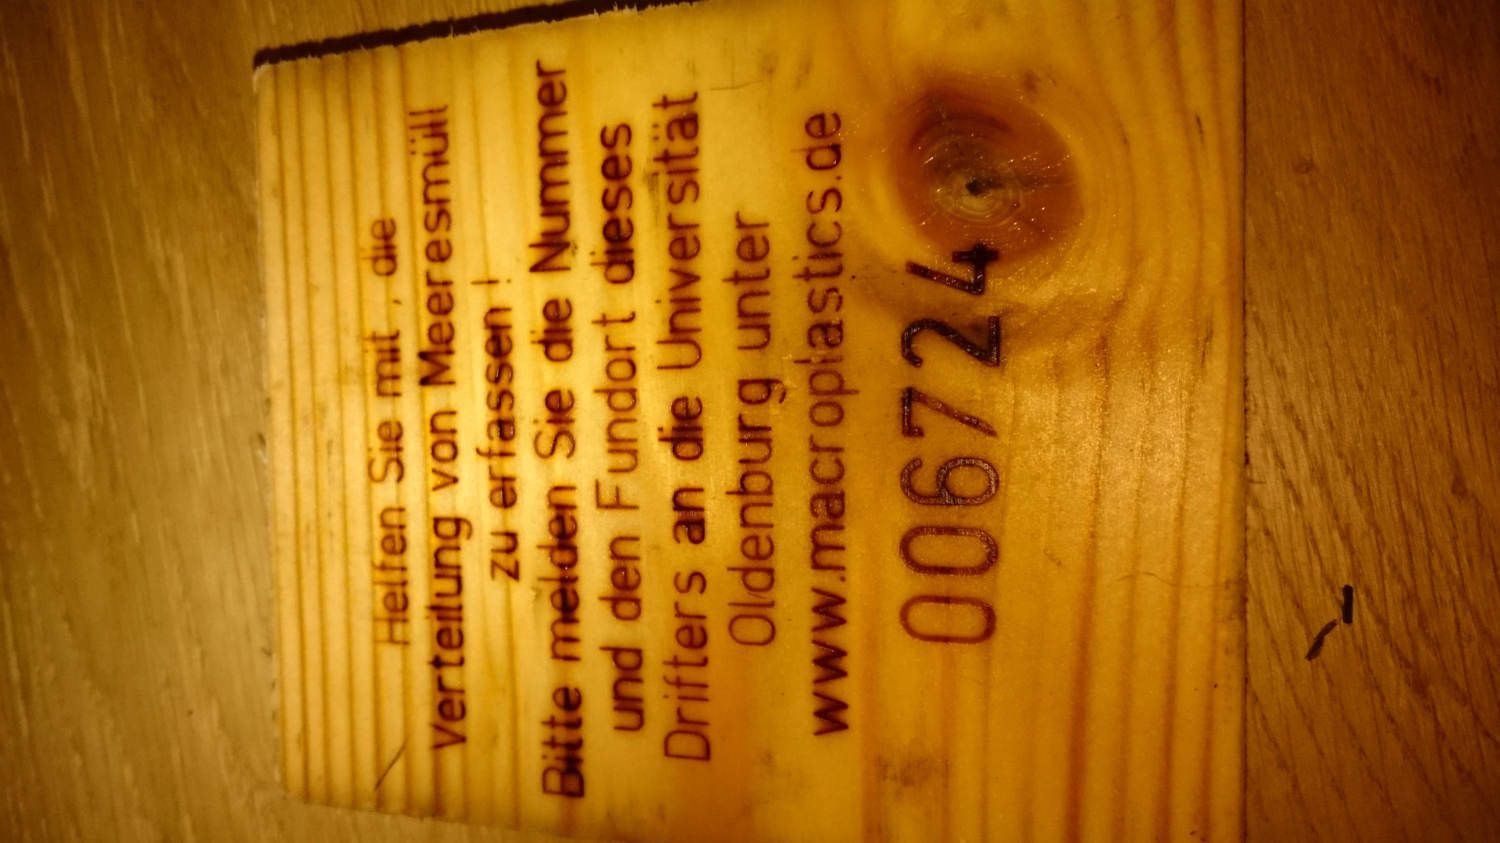 Helfen Sie mit , die
Verteilung von Meeresmüll
zu erfassen !
Bitte melden Sie die Nummer
und den Fundort dieses
Drifters an die Universität
Oldenburg unter
www.macroplastics.de
006724